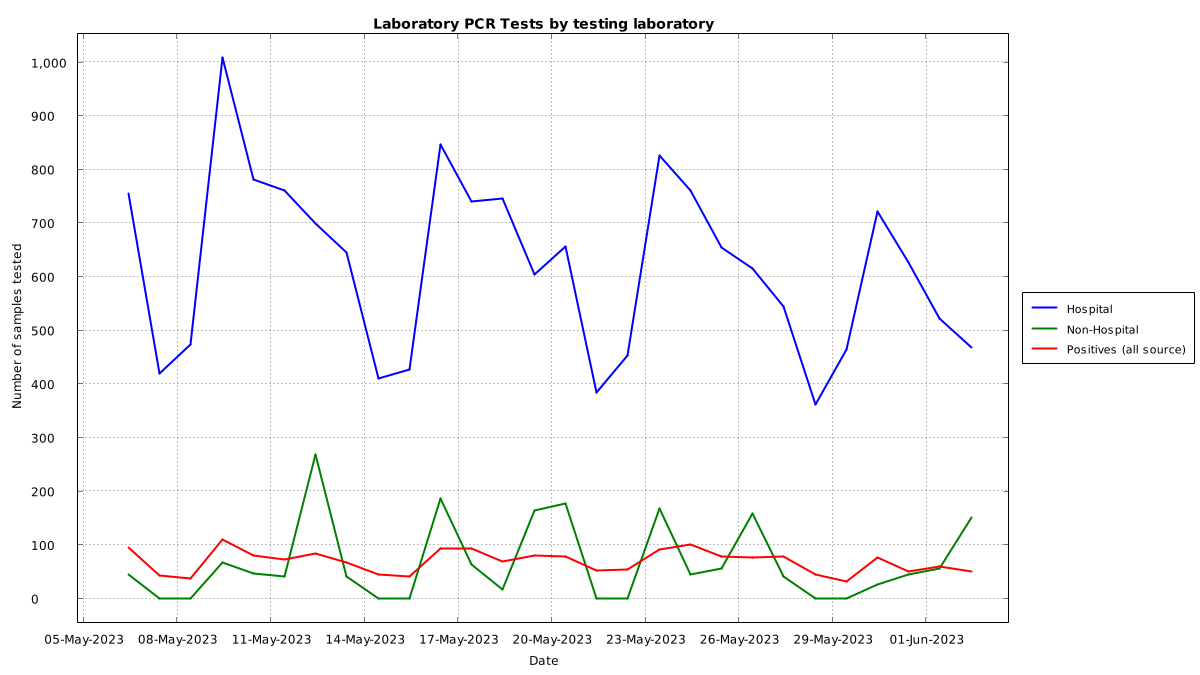 Laboratory PCR Tests by testing laboratory
1,000
900
800
700
600
500
400
300
200
100
0
Number of samples tested
05-May-2023 08-May-2023 11-May-2023 14-May-2023 17-May-2023 20-May-2023 23-May-2023 26-May-2023 29-May-2023 01-Jun-2023
Date
Hospital
Non-Hospital
Positives (all source)